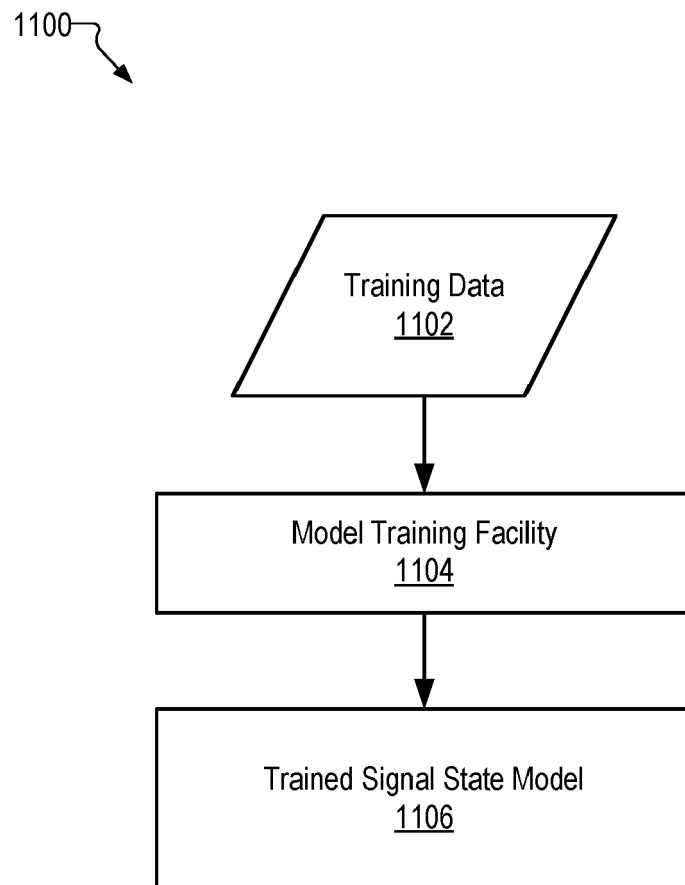 1100
Training Data
1102
Model Training Facility
1104
Trained Signal State Model
1106